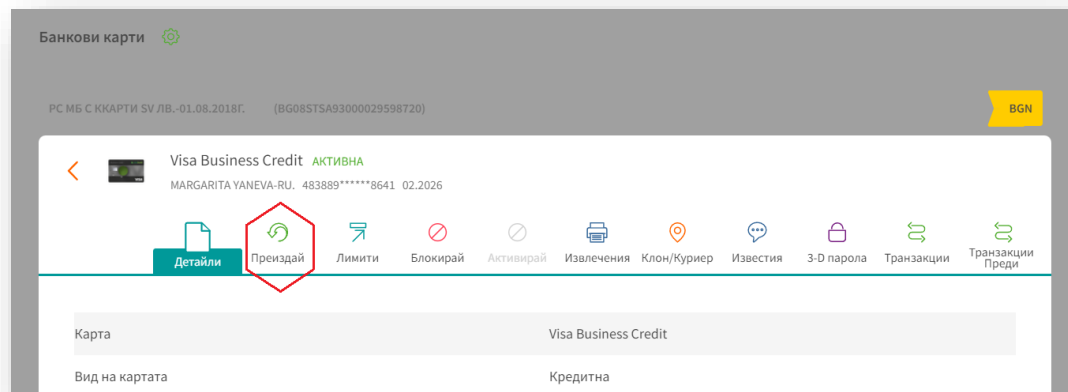 Банкови карти
РС МБ С ККАРТИ SV ЛВ.-01.08.2018Г. (BG08STSA93000029598720)
BGN
Visa Business Credit АКТИВНА
MARGARITA YANEVA-RU. 483889******8641 02.2026
Детайли Преиздай Лимити Блокирай Активирай Извлечения Клон/Куриер Известия 3-D парола Транзакции Транзакции
Преди
Карта Visa Business Credit
Вид на картата Кредитна